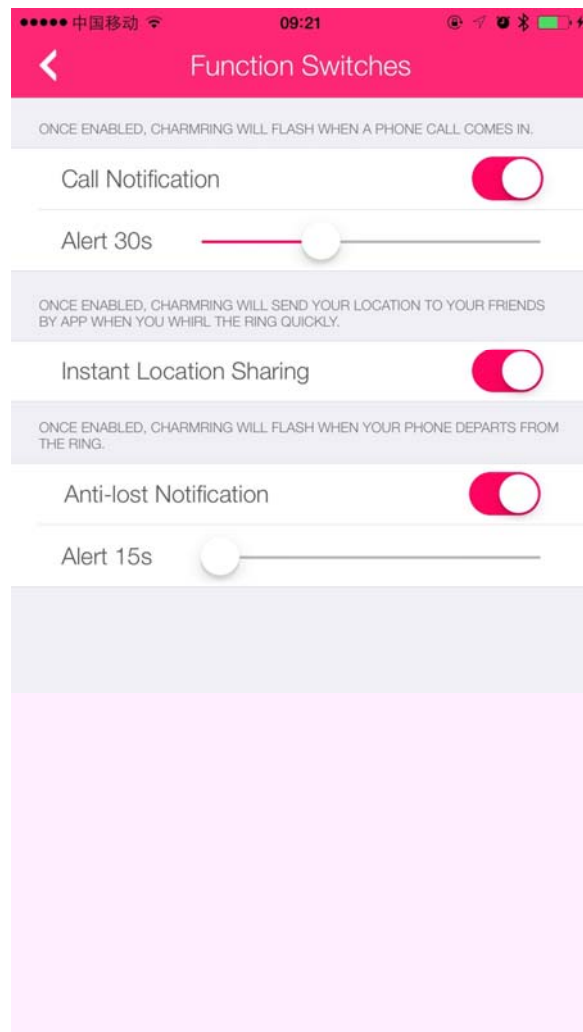 中国移动 09:21
Function Switches
ONCE ENABLED, CHARMRING WILL FLASH WHEN A PHONE CALL COMES IN.
Call Notification
Alert 30s
ONCE ENABLED, CHARMRING WILL SEND YOUR LOCATION TO YOUR FRIENDS
BY APP WHEN YOU WHIRL THE RING QUICKLY.
Instant Location Sharing
ONCE ENABLED, CHARMRING WILL FLASH WHEN YOUR PHONE DEPARTS FROM
THE RING.
Anti-lost Notification
Alert 15s